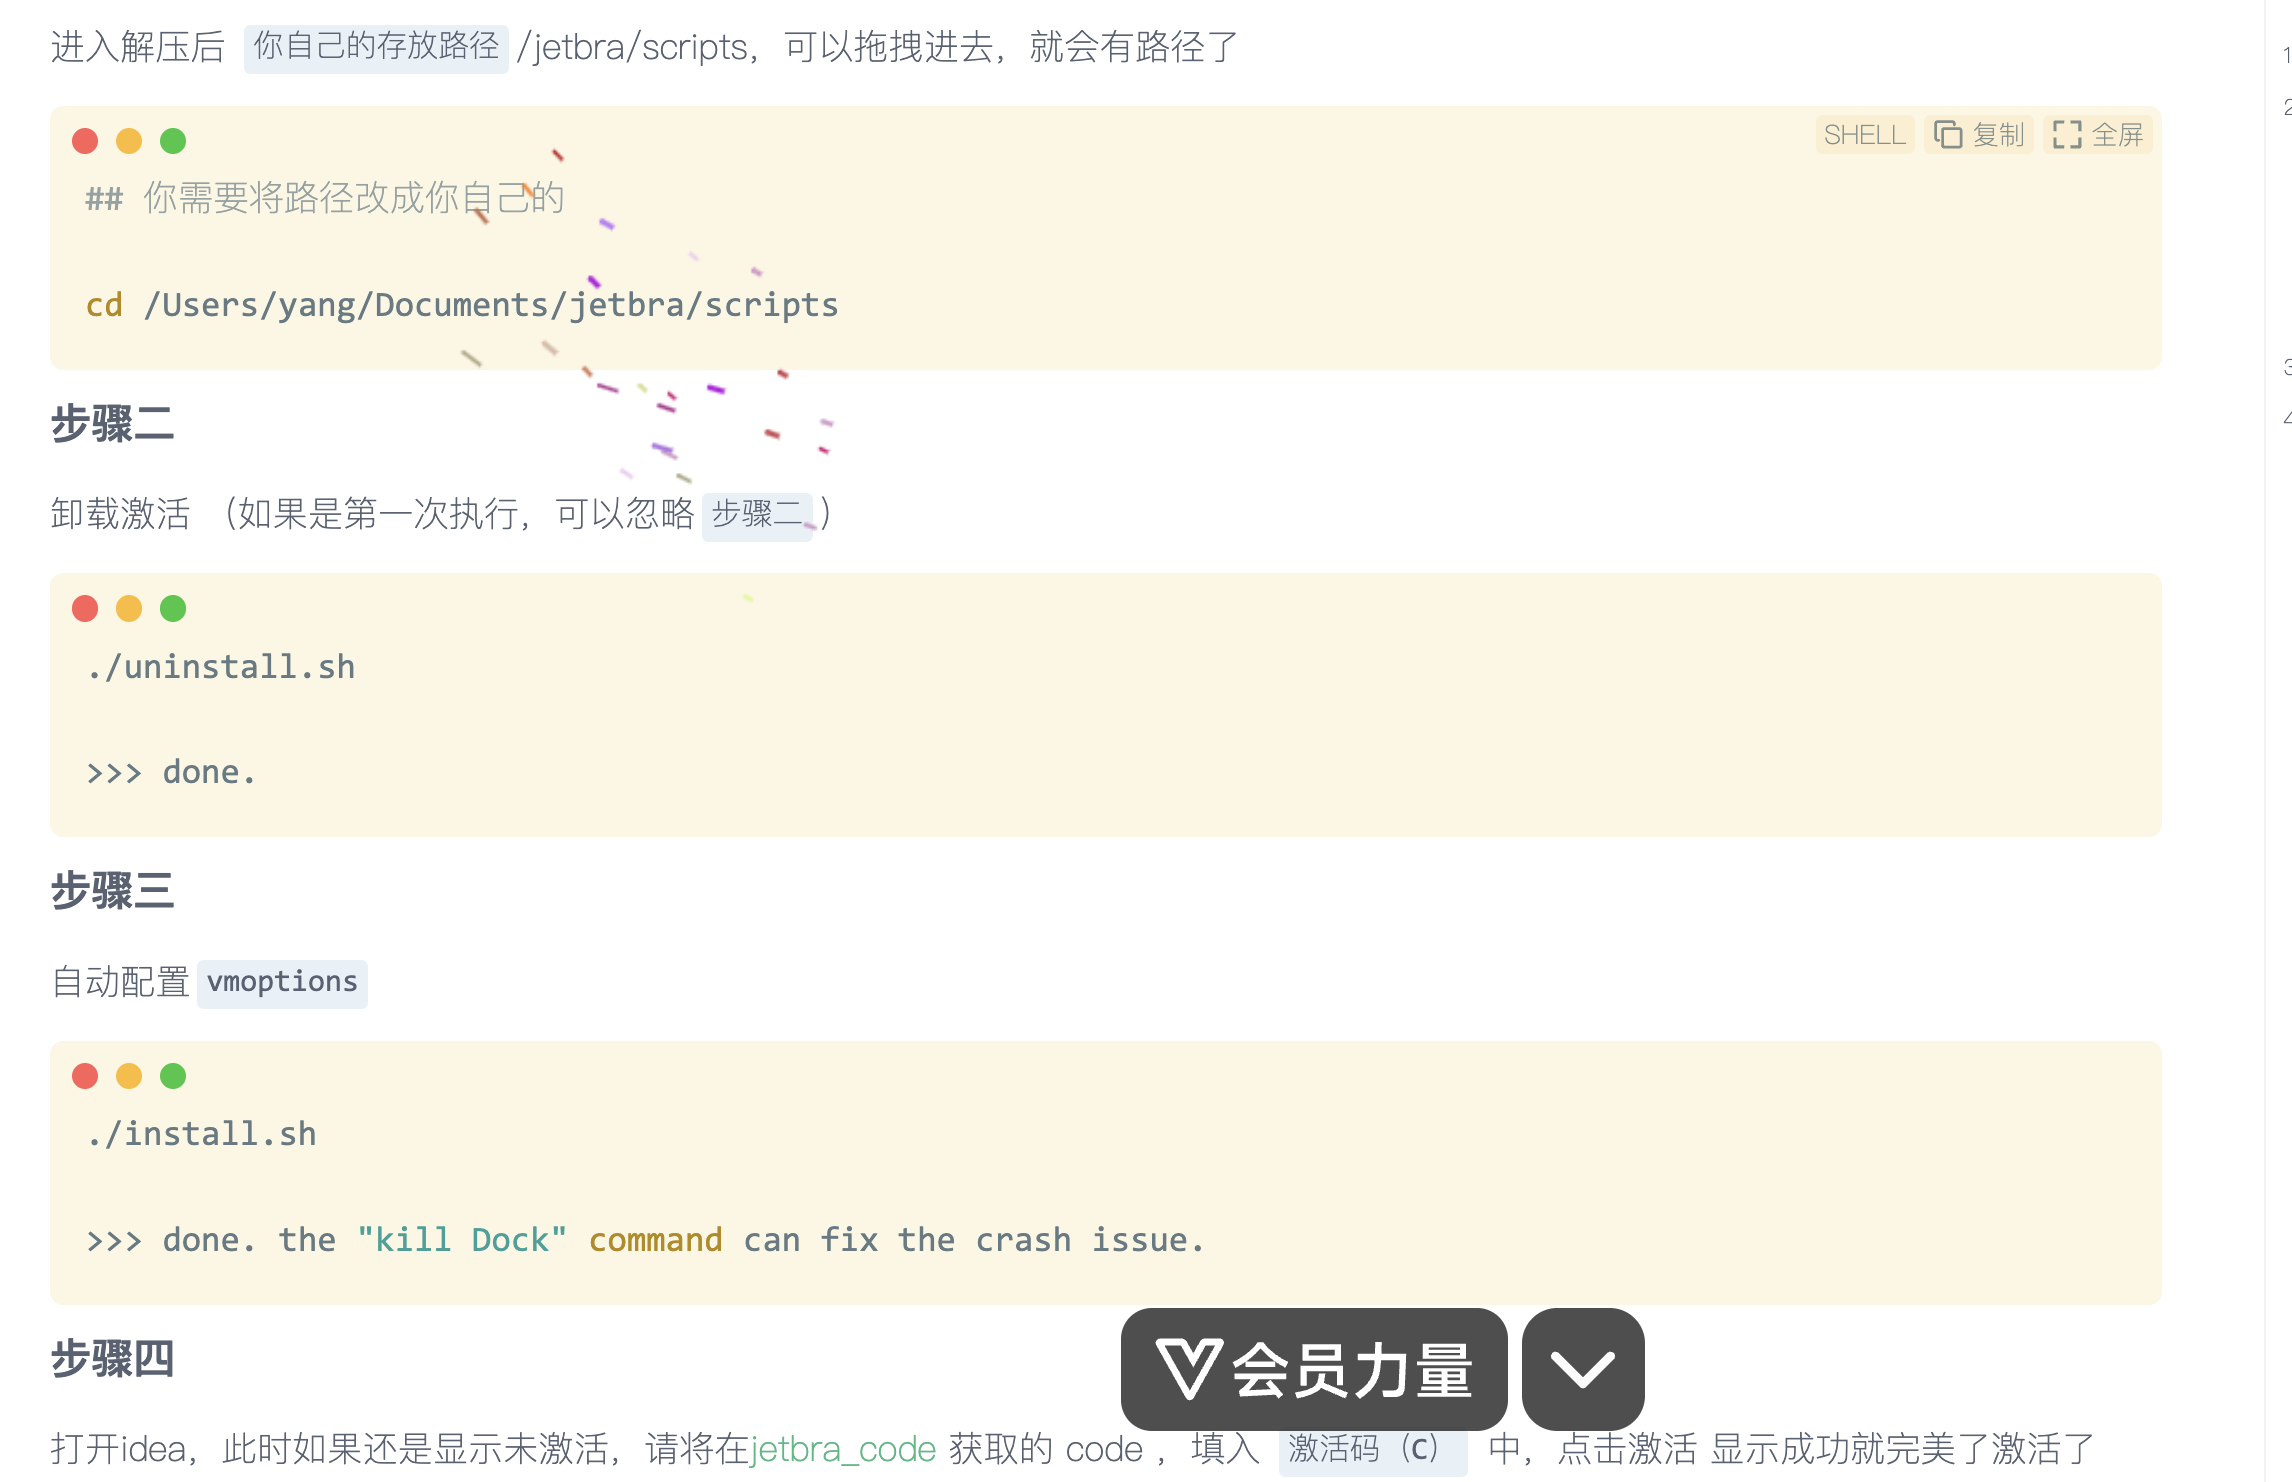 进入解压后 你自己的存放路径 /jetbra/scripts，可以拖拽进去，就会有路径了
SHELL 复制 全屏
## 你需要将路径改成你自己的
cd /Users/yang/Documents/jetbra/scripts
步骤二
卸载激活 （如果是第一次执行，可以忽略 步骤二 ）
./uninstall.sh
>>> done.
步骤三
自动配置 vmoptions
./install.sh
>>> done. the "kill Dock" command can fix the crash issue.
会员力量
步骤四
打开idea，此时如果还是显示未激活，请将在jetbra_code 获取的 code ，填入 激活码（C） 中，点击激活 显示成功就完美了激活了
1
2
3
4